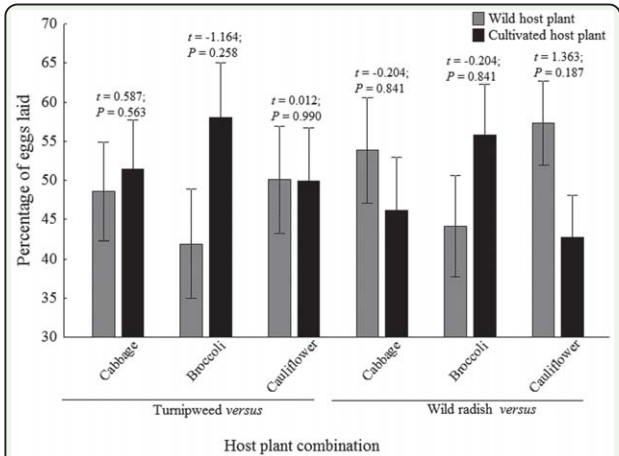 70
65
60
55
50
45
40
35
30
Percentage of eggs laid
Wild host plant
Cultivated host plant
t = 0.587;
P = 0.563
t = -1.164;
P = 0.258
t = 0.012;
P = 0.990
t = -0.204;
P = 0.841
t = -0.204;
P = 0.841
t = 1.363;
P = 0.187
Cabbage
Broccoli
Cauliflower
Cabbage
Broccoli
Cauliflower
Turnipweed versus
Wild radish versus
Host plant combination